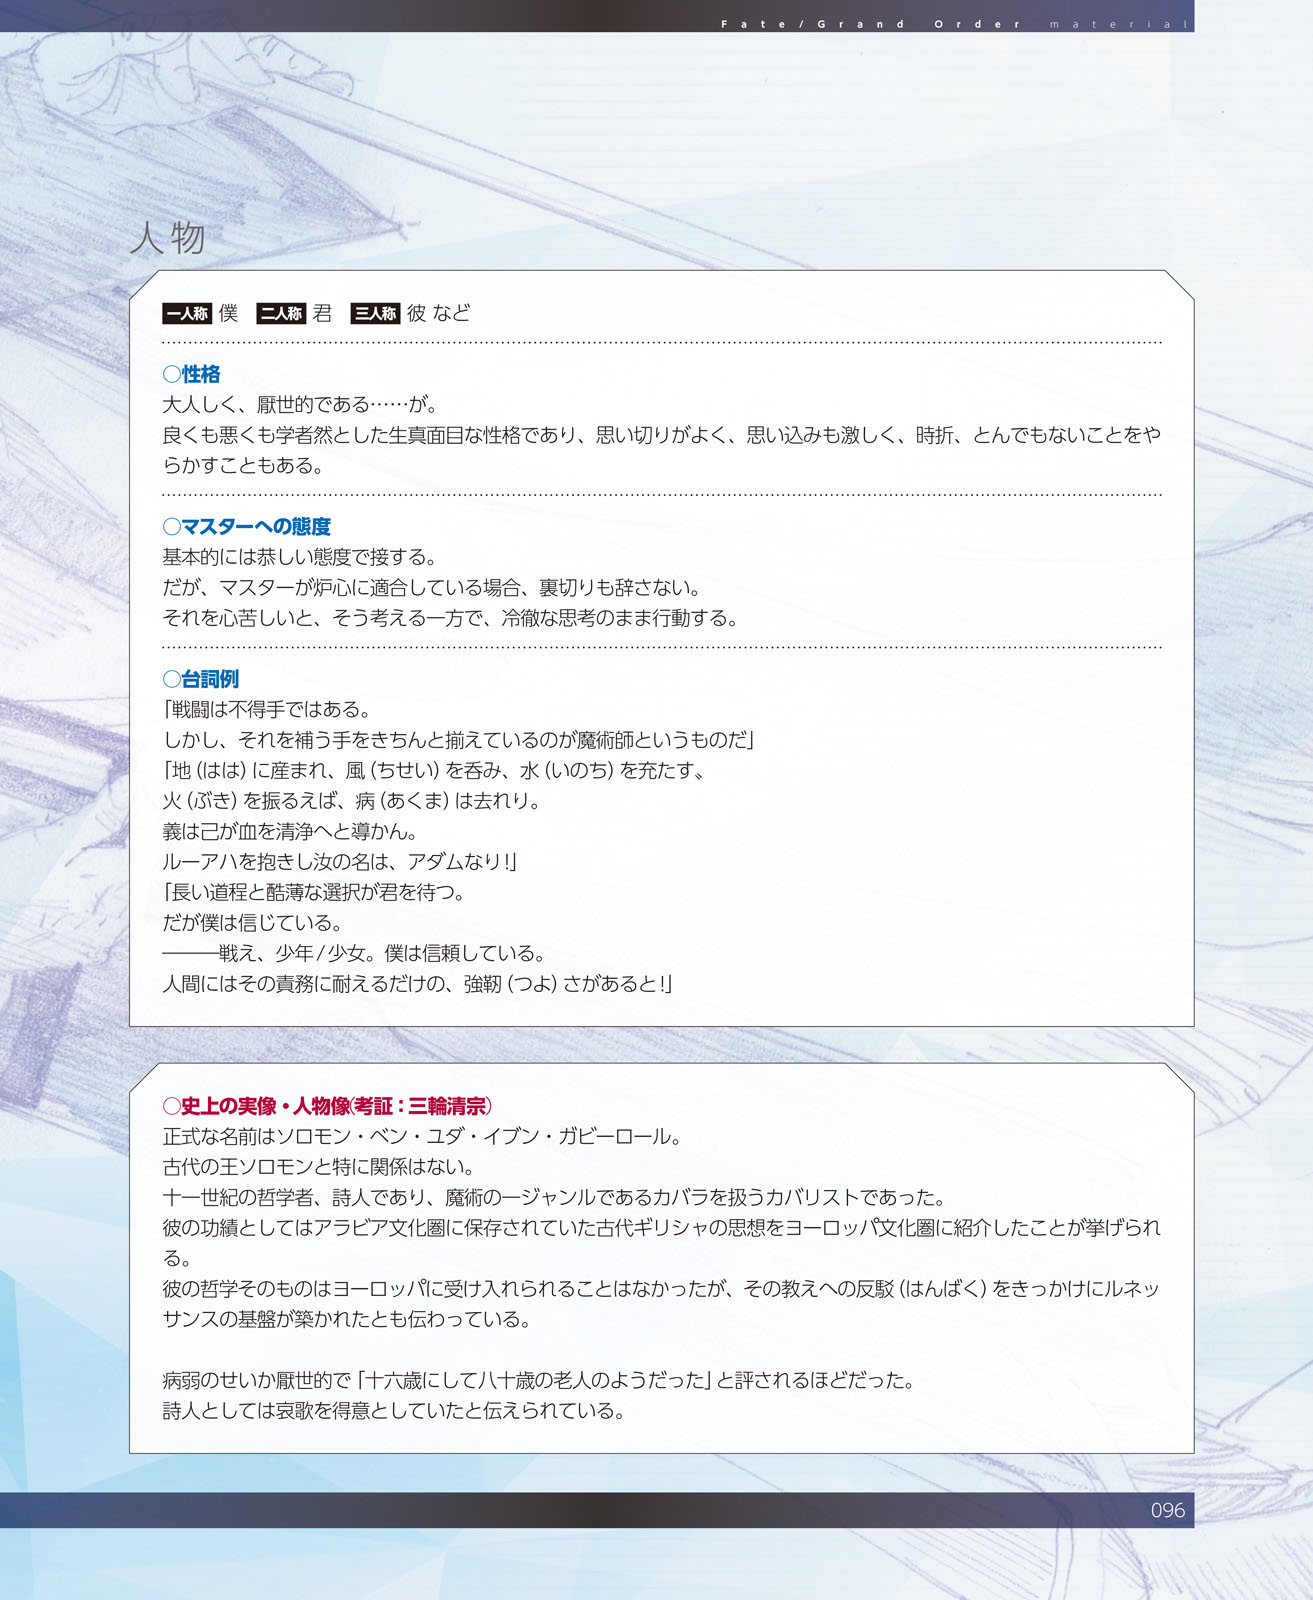 Fate/Grand Order material
人物
一人称 僕 二人称 君 三人称 彼 など
○性格
大人しく、厭世的である……が。
良くも悪くも学者然とした生真面目な性格であり、思い切りがよく、思い込みも激しく、時折、とんでもないことをや
らかすこともある。
○マスターへの態度
基本的には恭しい態度で接する。
だが、マスターが炉心に適合している場合、裏切りも辞さない。
それを心苦しいと、そう考える一方で、冷徹な思考のまま行動する。
○台詞例
「戦闘は不得手ではある。
しかし、それを補う手をきちんと揃えているのが魔術師というものだ」
「地（はは）に産まれ、風（ちせい）を呑み、水（いのち）を充たす。
火（ぶき）を振るえば、病（あくま）は去れり。
義は己が血を清浄へと導かん。
ルーアハを抱きし汝の名は、アダムなり！」
「長い道程と酷薄な選択が君を待つ。
だが僕は信じている。
―――戦え、少年／少女。僕は信頼している。
人間にはその責務に耐えるだけの、強靭（つよ）さがあると！」
○史上の実像・人物像（考証：三輪清宗）
正式な名前はソロモン・ベン・ユダ・イブン・ガビーロール。
古代の王ソロモンと特に関係はない。
十一世紀の哲学者、詩人であり、魔術の一ジャンルであるカバラを扱うカバリストであった。
彼の功績としてはアラビア文化圏に保存されていた古代ギリシャの思想をヨーロッパ文化圏に紹介したことが挙げられ
る。
彼の哲学そのものはヨーロッパに受け入れられることはなかったが、その教えへの反駁（はんばく）をきっかけにルネッ
サンスの基盤が築かれたとも伝わっている。
病弱のせいか厭世的で「十六歳にして八十歳の老人のようだった」と評されるほどだった。
詩人としては哀歌を得意としていたと伝えられている。
096